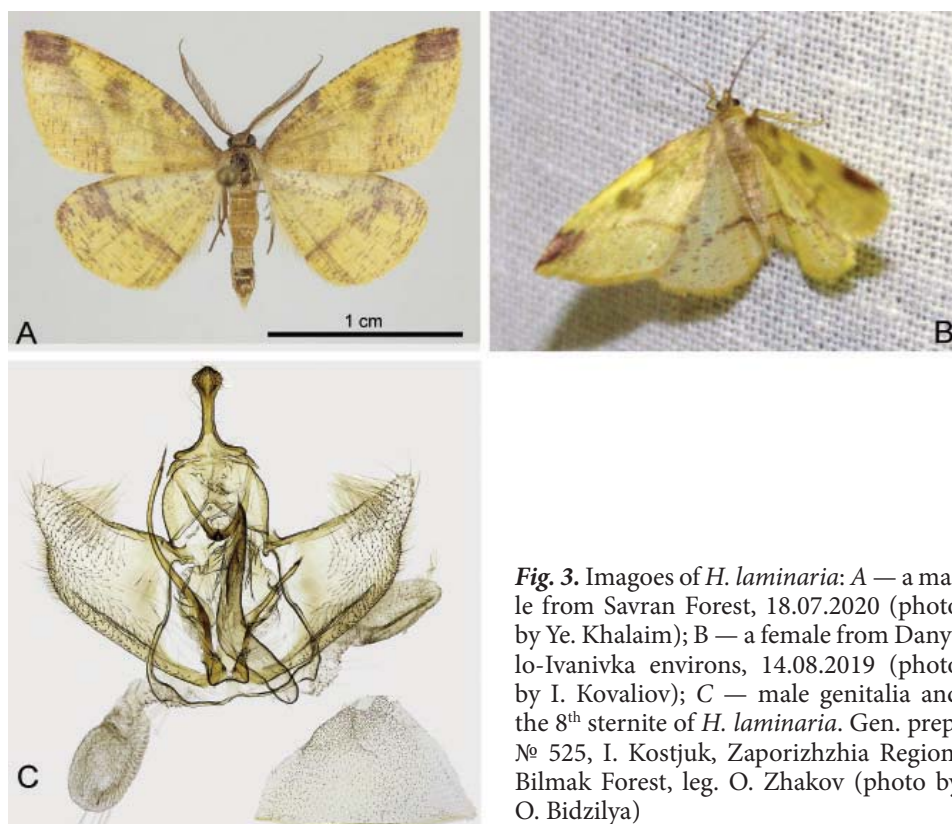 A
1 cm
B
C
Fig. 3. Imagoes of H. laminaria: A — a ma
le from Savran Forest, 18.07.2020 (photo
by Ye. Khalaim); B — a female from Dany
lo-Ivanivka environs, 14.08.2019 (photo
by I. Kovaliov); C — male genitalia and
the 8th sternite of H. laminaria. Gen. prep.
№ 525, I. Kostjuk, Zaporizhzhia Region,
Bilmak Forest, leg. O. Zhakov (photo by
O. Bidzilya)